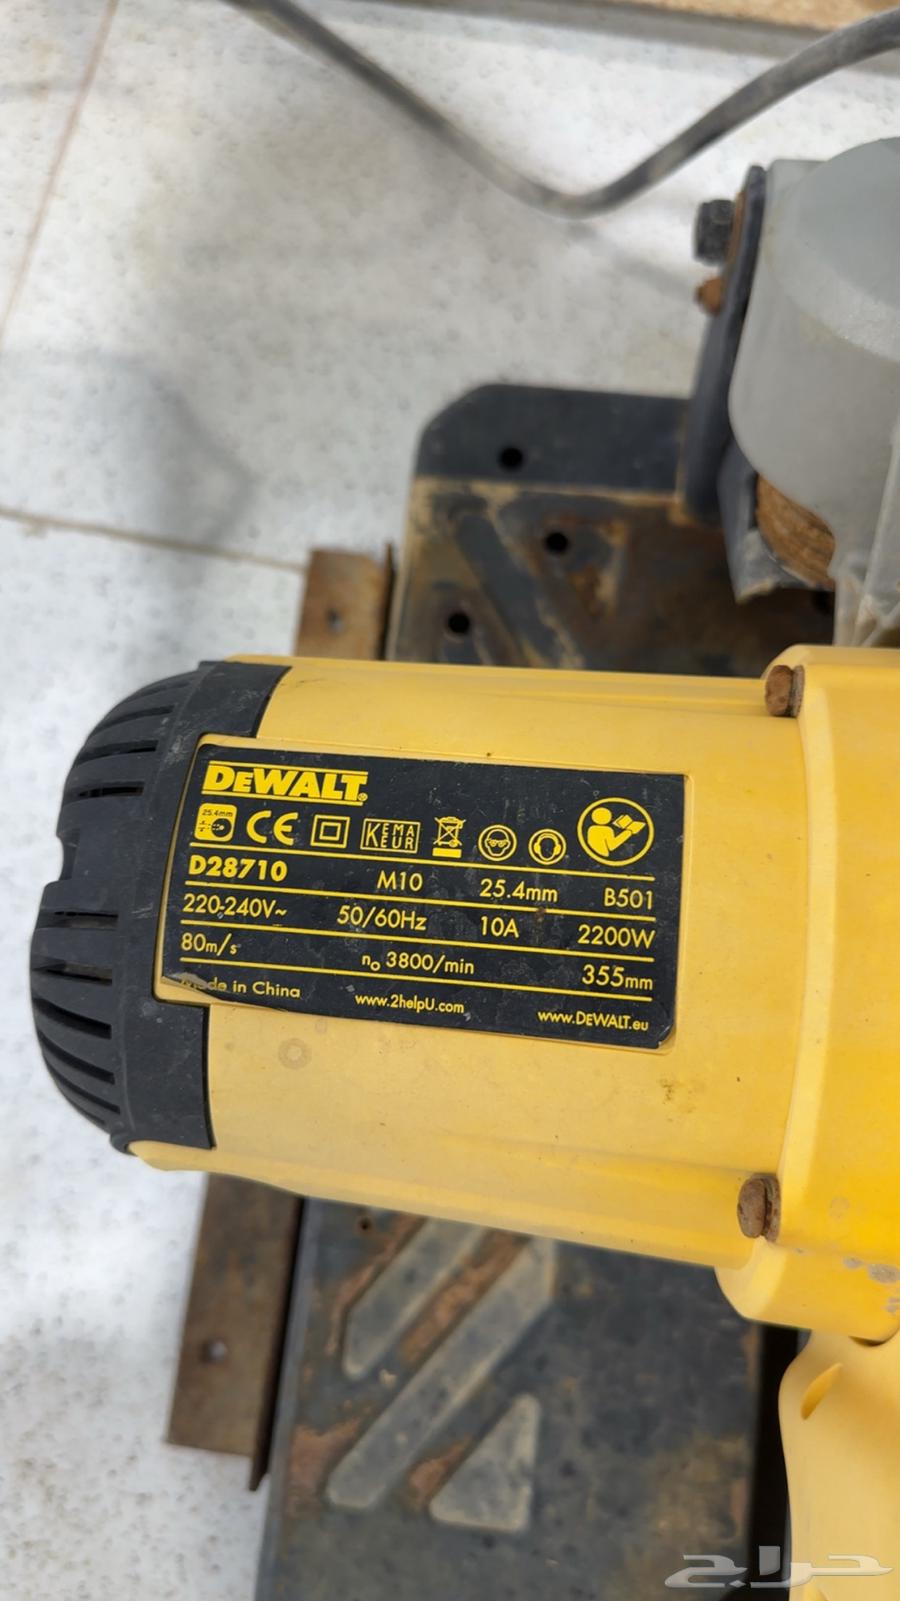 DEWALT®
25.4mm CE KEMA KEUR
D28710 M10 25.4mm B501
220-240V~ 50/60Hz 10A 2200W
80m/s n₀ 3800/min 355mm
Made in China www.2helpU.com www.DEWALT.eu
حراج